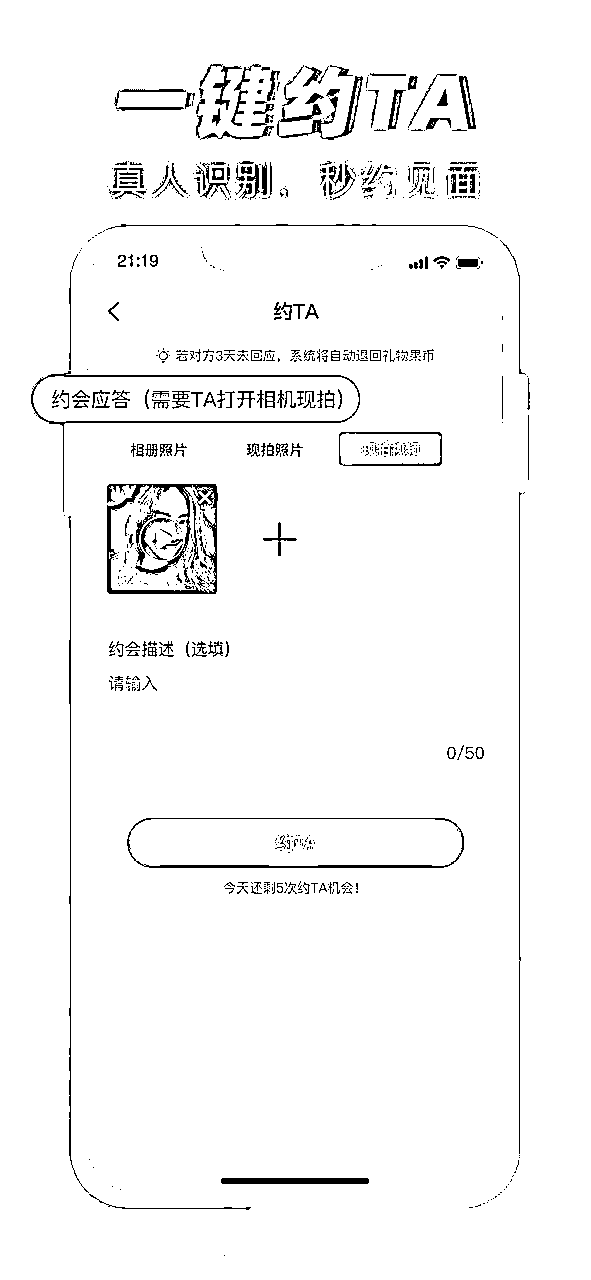 一键约TA
真人识别。秒约见面
21:19
约TA
若对方3天未回应，系统将自动退回礼物果币
约会应答（需要TA打开相机现拍）
相册照片 现拍照片 现拍视频
约会描述（选填）
请输入
0/50
约TA
今天还剩5次约TA机会！